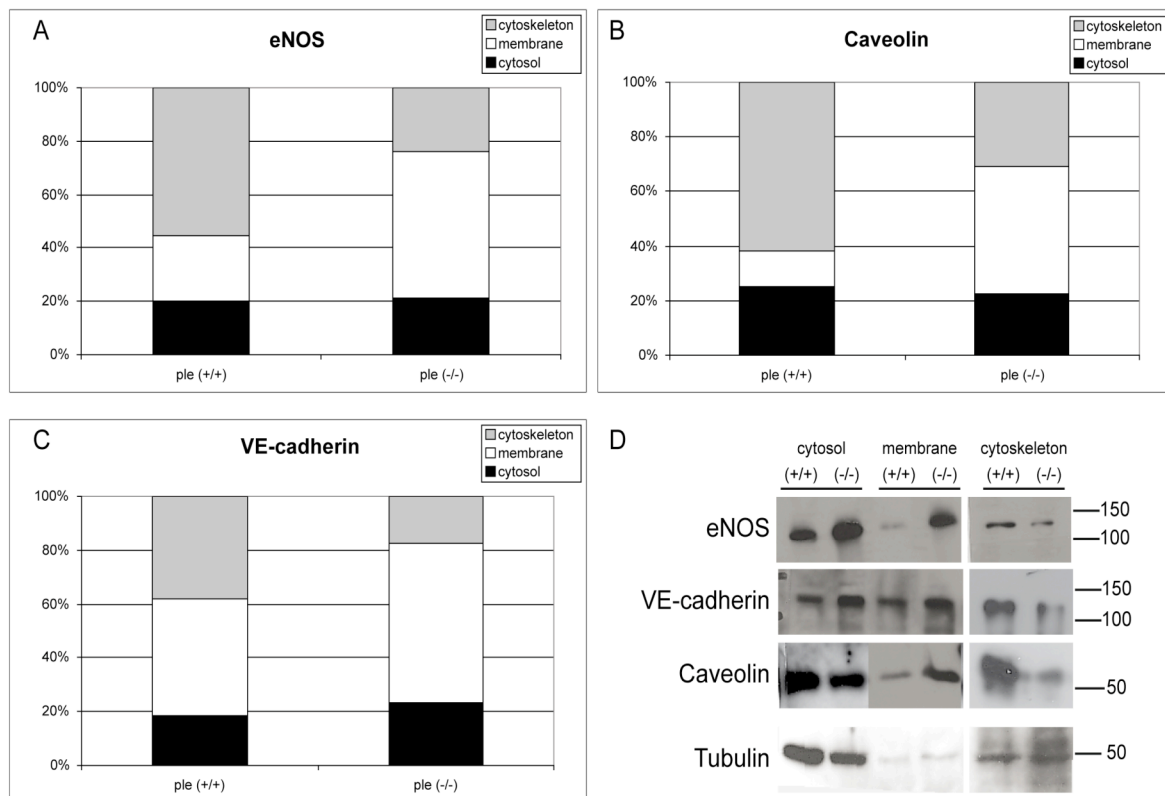 A
eNOS
cytoskeleton
membrane
cytosol
100%
80%
60%
40%
20%
0%
ple (+/+)
ple (-/-)
B
Caveolin
cytoskeleton
membrane
cytosol
100%
80%
60%
40%
20%
0%
ple (+/+)
ple (-/-)
C
VE-cadherin
cytoskeleton
membrane
cytosol
100%
80%
60%
40%
20%
0%
ple (+/+)
ple (-/-)
D
cytosol membrane cytoskeleton
(+/+) (-/-) (+/+) (-/-) (+/+) (-/-)
eNOS
150
100
VE-cadherin
150
100
Caveolin
50
Tubulin
50